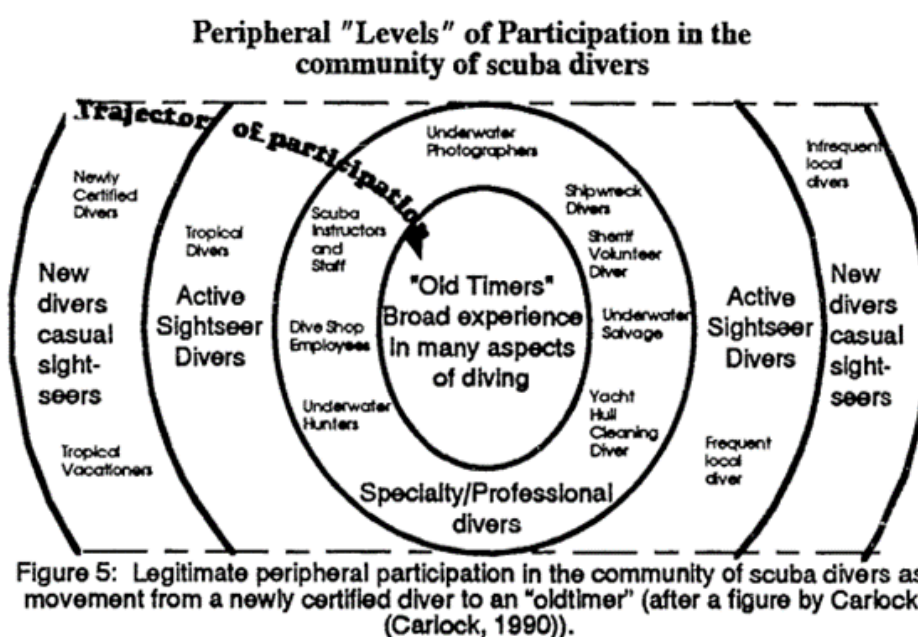 Peripheral "Levels" of Participation in the
community of scuba divers
Trajector of participation
Newly
Certified
Divers
New
divers
casual
sight-
seers
Tropical
Vacationers
Tropical
Divers
Active
Sightseer
Divers
Underwater
Photographers
Scuba
Instructors
and
Staff
Dive Shop
Employees
Underwater
Hunters
"Old Timers"
Broad experience
in many aspects
of diving
Shipwreck
Divers
Sherrif
Volunteer
Diver
Underwater
Salvage
Yacht
Hull
Cleaning
Diver
Specialty/Professional
divers
Active
Sightseer
Divers
Frequent
local
diver
Infrequent
local
divers
New
divers
casual
sight-
seers
Figure 5: Legitimate peripheral participation in the community of scuba divers as
movement from a newly certified diver to an "oldtimer" (after a figure by Carlock
(Carlock, 1990)).